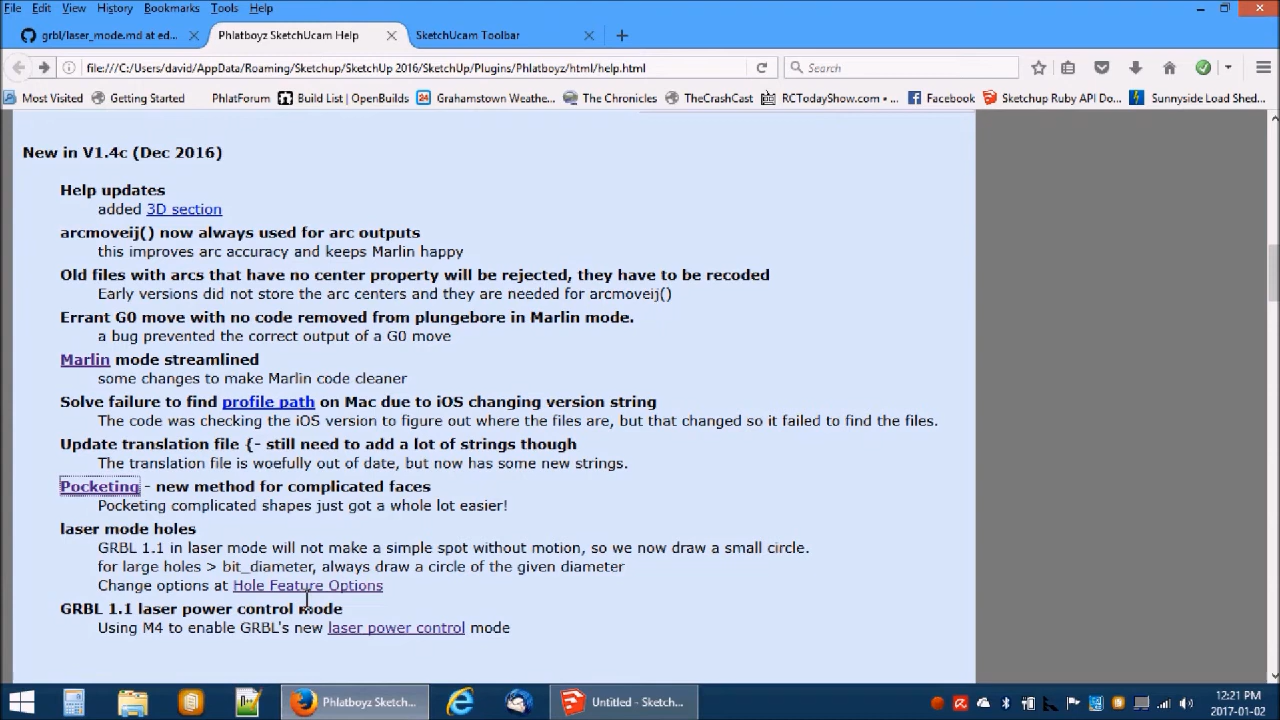 File Edit View History Bookmarks Tools Help
grbl/laser_mode.md at ed...
Phlatboyz SketchUcam Help
SketchUcam Toolbar
file:///C:/Users/david/AppData/Roaming/Sketchup/SketchUp 2016/SketchUp/Plugins/Phlatboyz/html/help.html
Search
Most Visited Getting Started PhlatForum Build List | OpenBuilds Grahamstown Weathe... The Chronicles TheCrashCast RCTodayShow.com • ... Facebook Sketchup Ruby API Do... Sunnyside Load Shed...
New in V1.4c (Dec 2016)
Help updates
added 3D section
arcmoveij() now always used for arc outputs
this improves arc accuracy and keeps Marlin happy
Old files with arcs that have no center property will be rejected, they have to be recoded
Early versions did not store the arc centers and they are needed for arcmoveij()
Errant G0 move with no code removed from plungebore in Marlin mode.
a bug prevented the correct output of a G0 move
Marlin mode streamlined
some changes to make Marlin code cleaner
Solve failure to find profile path on Mac due to iOS changing version string
The code was checking the iOS version to figure out where the files are, but that changed so it failed to find the files.
Update translation file {- still need to add a lot of strings though
The translation file is woefully out of date, but now has some new strings.
Pocketing - new method for complicated faces
Pocketing complicated shapes just got a whole lot easier!
laser mode holes
GRBL 1.1 in laser mode will not make a simple spot without motion, so we now draw a small circle.
for large holes > bit_diameter, always draw a circle of the given diameter
Change options at Hole Feature Options
GRBL 1.1 laser power control mode
Using M4 to enable GRBL's new laser power control mode
Phlatboyz Sketch...
Untitled - Sketch...
12:21 PM
2017-01-02